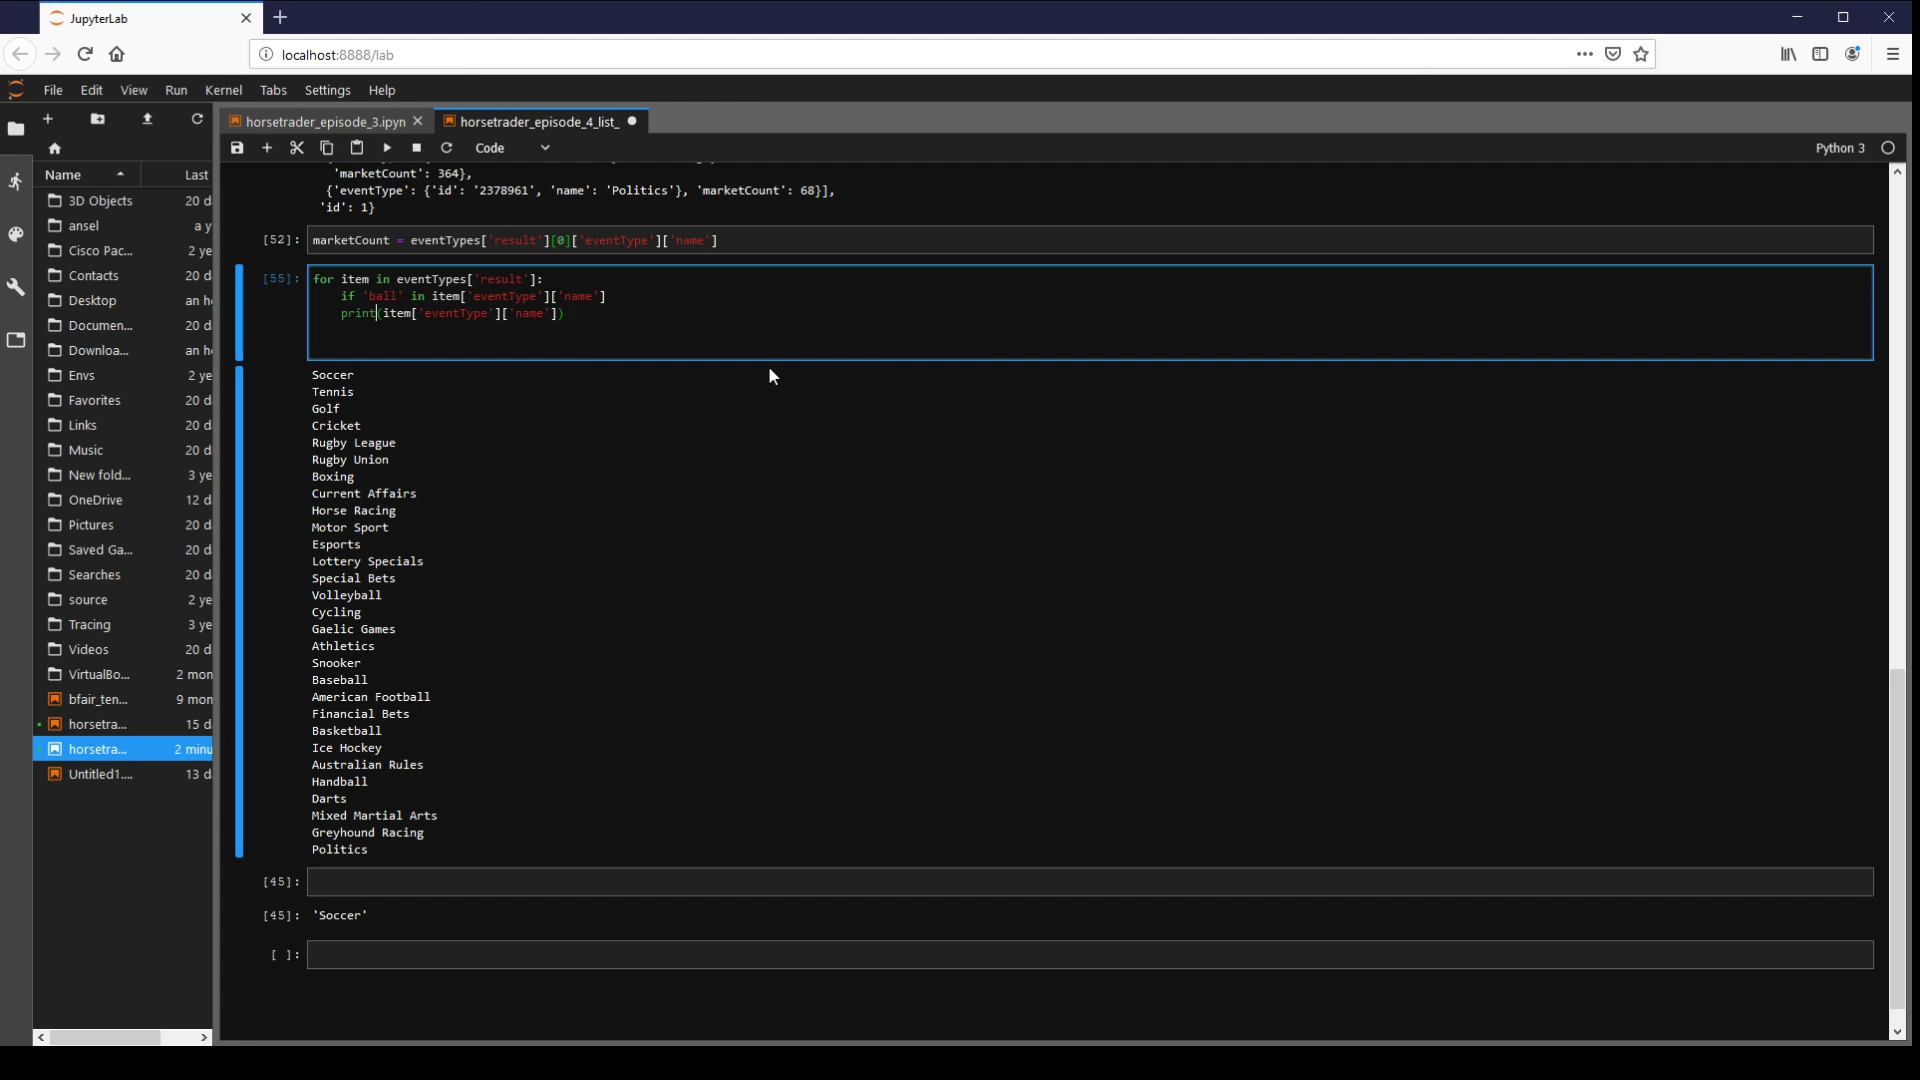 JupyterLab
localhost:8888/lab
File Edit View Run Kernel Tabs Settings Help
horsetrader_episode_3.ipyn
horsetrader_episode_4_list_
Code
Python 3
Name Last
3D Objects 20 d
ansel a y
Cisco Pac... 2 ye
Contacts 20 d
Desktop an h
Documen... 20 d
Downloa... an h
Envs 2 ye
Favorites 20 d
Links 20 d
Music 20 d
New fold... 3 ye
OneDrive 12 d
Pictures 20 d
Saved Ga... 20 d
Searches 20 d
source 2 ye
Tracing 3 ye
Videos 20 d
VirtualBo... 2 mon
bfair_ten... 9 mon
horsetra... 15 d
horsetra... 2 minu
Untitled1.... 13 d
'marketCount': 364},
{'eventType': {'id': '2378961', 'name': 'Politics'}, 'marketCount': 68}],
'id': 1}
[52]: marketCount = eventTypes['result'][0]['eventType']['name']
[55]: for item in eventTypes['result']:
if 'ball' in item['eventType']['name']
print(item['eventType']['name'])
Soccer
Tennis
Golf
Cricket
Rugby League
Rugby Union
Boxing
Current Affairs
Horse Racing
Motor Sport
Esports
Lottery Specials
Special Bets
Volleyball
Cycling
Gaelic Games
Athletics
Snooker
Baseball
American Football
Financial Bets
Basketball
Ice Hockey
Australian Rules
Handball
Darts
Mixed Martial Arts
Greyhound Racing
Politics
[45]:
[45]: 'Soccer'
[ ]: